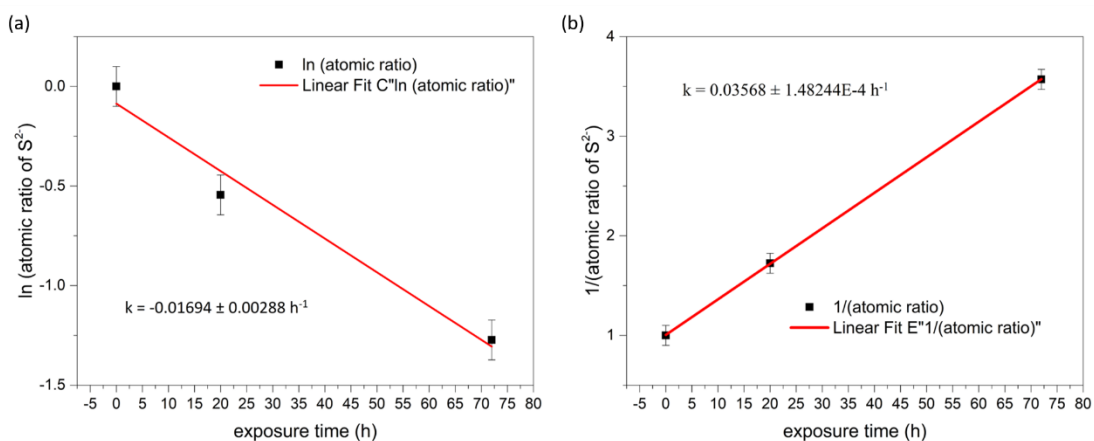 (a)
ln (atomic ratio)
Linear Fit C"ln (atomic ratio)"
0.0
-0.5
-1.0
-1.5
ln (atomic ratio of S²⁻)
k = -0.01694 ± 0.00288 h⁻¹
-5 0 5 10 15 20 25 30 35 40 45 50 55 60 65 70 75 80
exposure time (h)
(b)
k = 0.03568 ± 1.48244E-4 h⁻¹
4
3
2
1
1/(atomic ratio of S²⁻)
1/(atomic ratio)
Linear Fit E"1/(atomic ratio)"
-5 0 5 10 15 20 25 30 35 40 45 50 55 60 65 70 75 80
exposure time (h)